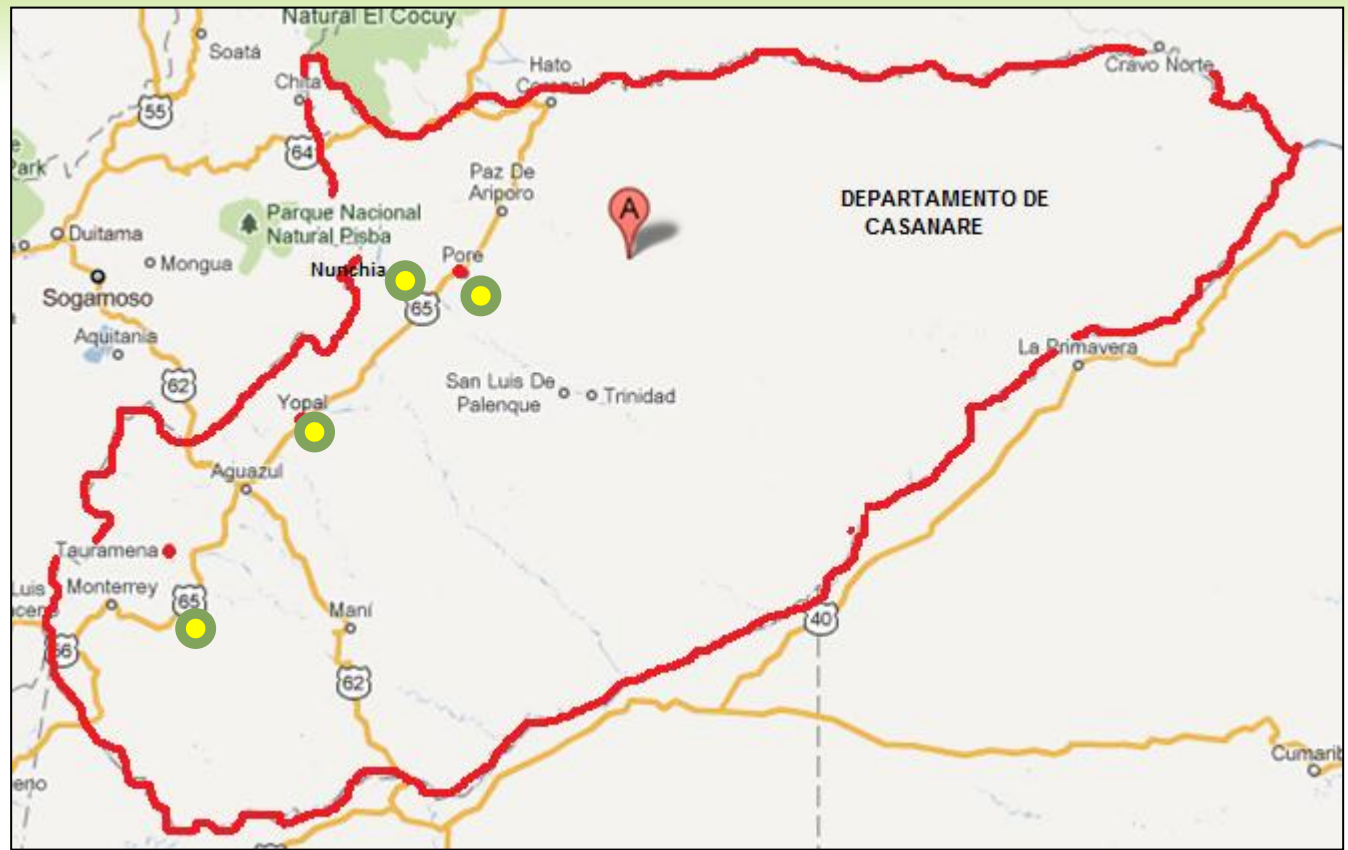 Natural El Cocuy
Soatá
Hato
Chita
Cravo Norte
55
64
Park
Paz De
Ariporo
Parque Nacional
Natural Pisba
A
DEPARTAMENTO DE
CASANARE
Duitama
Mongua
Nunchia
Pore
Sogamoso
65
Aquitania
La Primavera
62
San Luis De
Palenque
Trinidad
Yopal
Aguazul
Tauramena
Luis
Monterrey
65
Maní
40
62
Cumarib